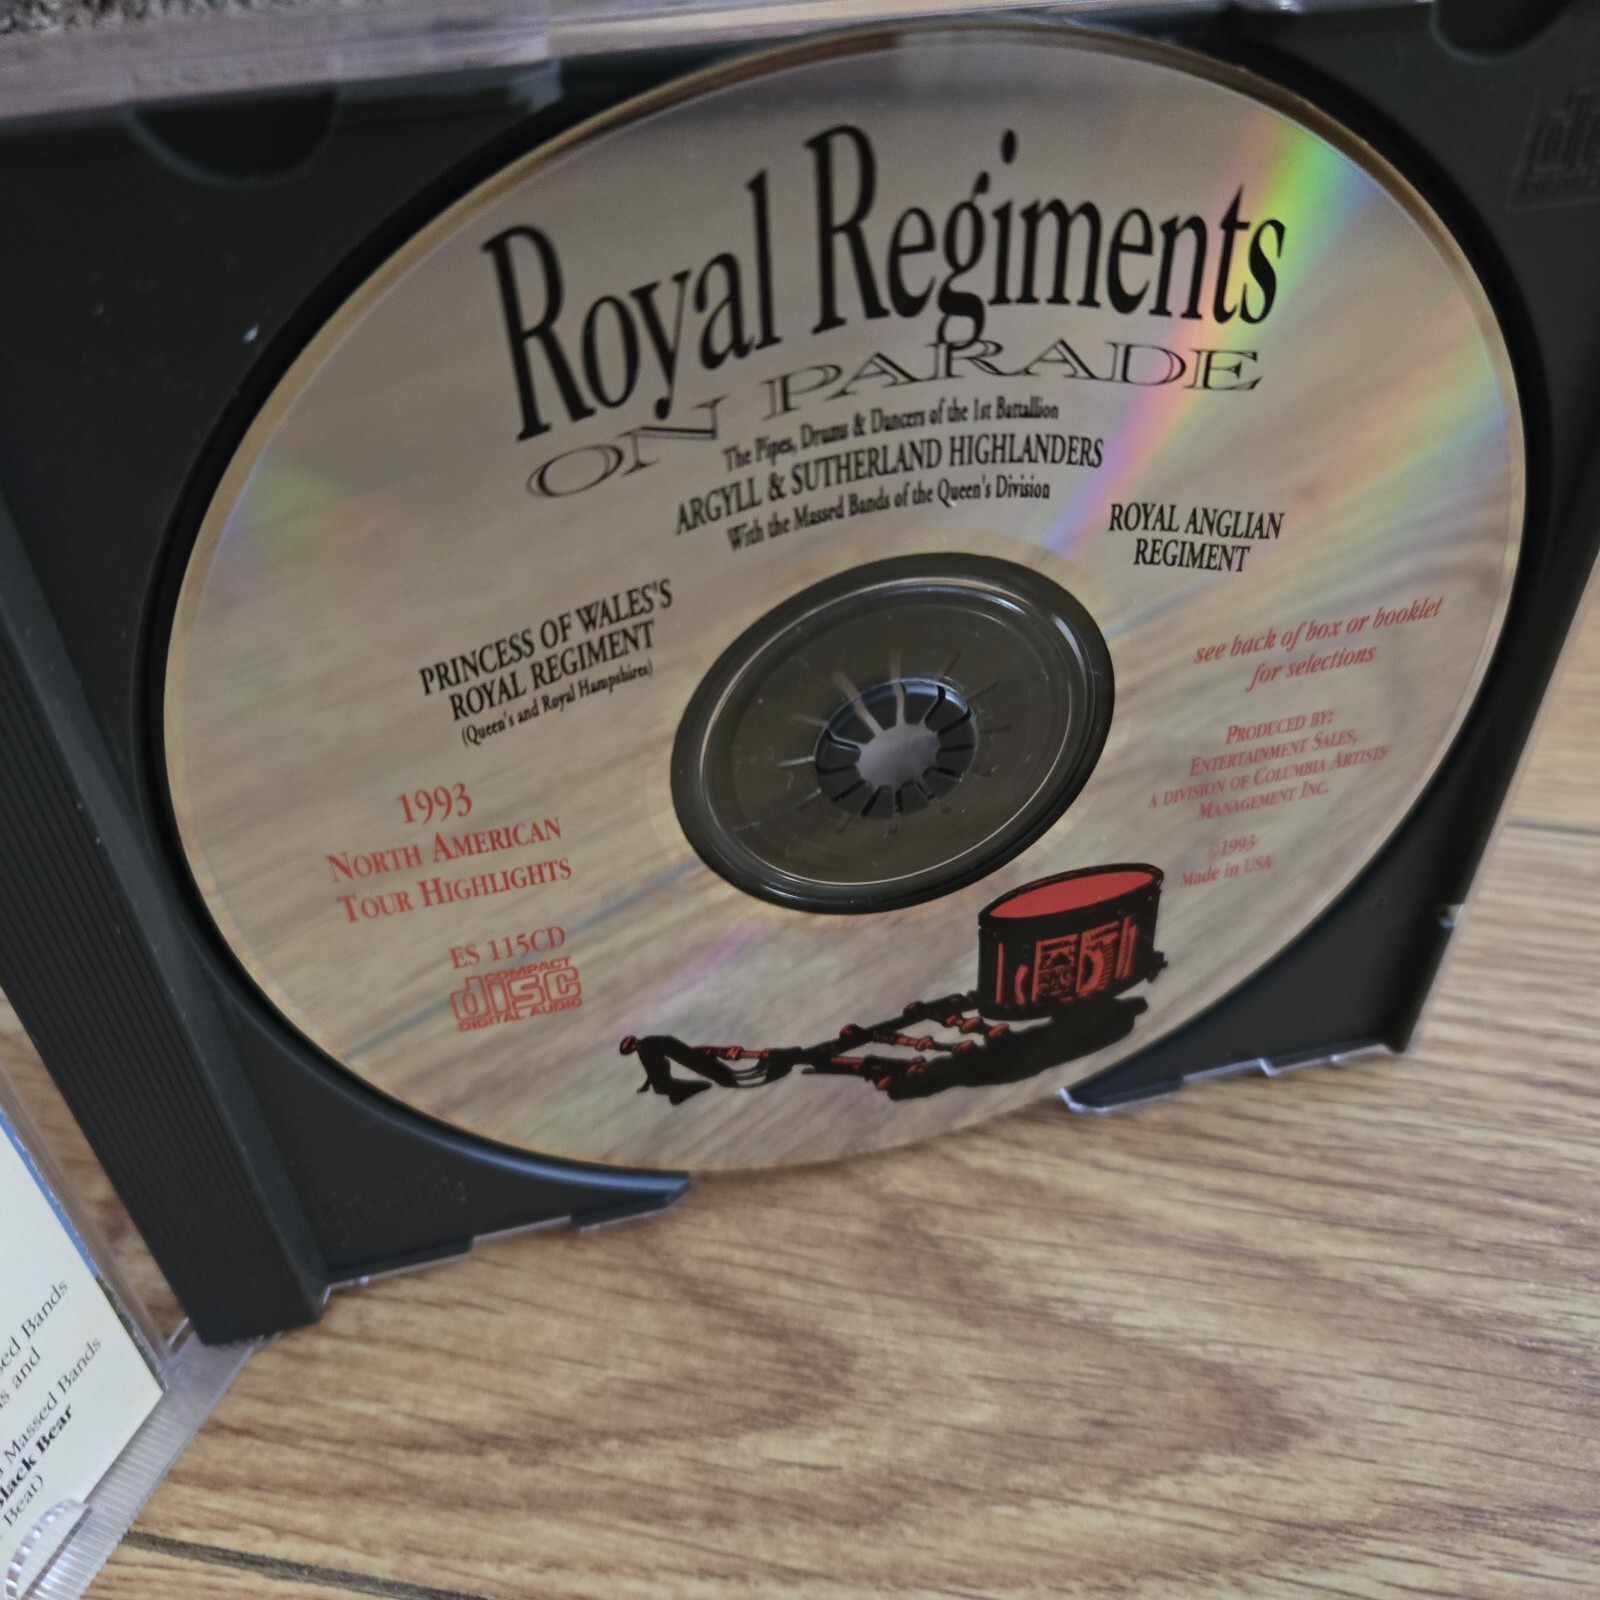 Royal Regiments
ON PARADE
The Pipes, Drums & Dancers of the 1st Battallion
ARGYLL & SUTHERLAND HIGHLANDERS
With the Massed Bands of the Queen's Division
ROYAL ANGLIAN
REGIMENT
PRINCESS OF WALES'S
ROYAL REGIMENT
(Queen's and Royal Hampshires)
see back of box or booklet
for selections
1993
NORTH AMERICAN
TOUR HIGHLIGHTS
PRODUCED BY:
ENTERTAINMENT SALES,
A DIVISION OF COLUMBIA ARTISTS
MANAGEMENT INC.
©1993
Made in USA
ES 115CD
COMPACT
disc
DIGITAL AUDIO
Bands
and
Massed Bands
Black Bear
Beat)